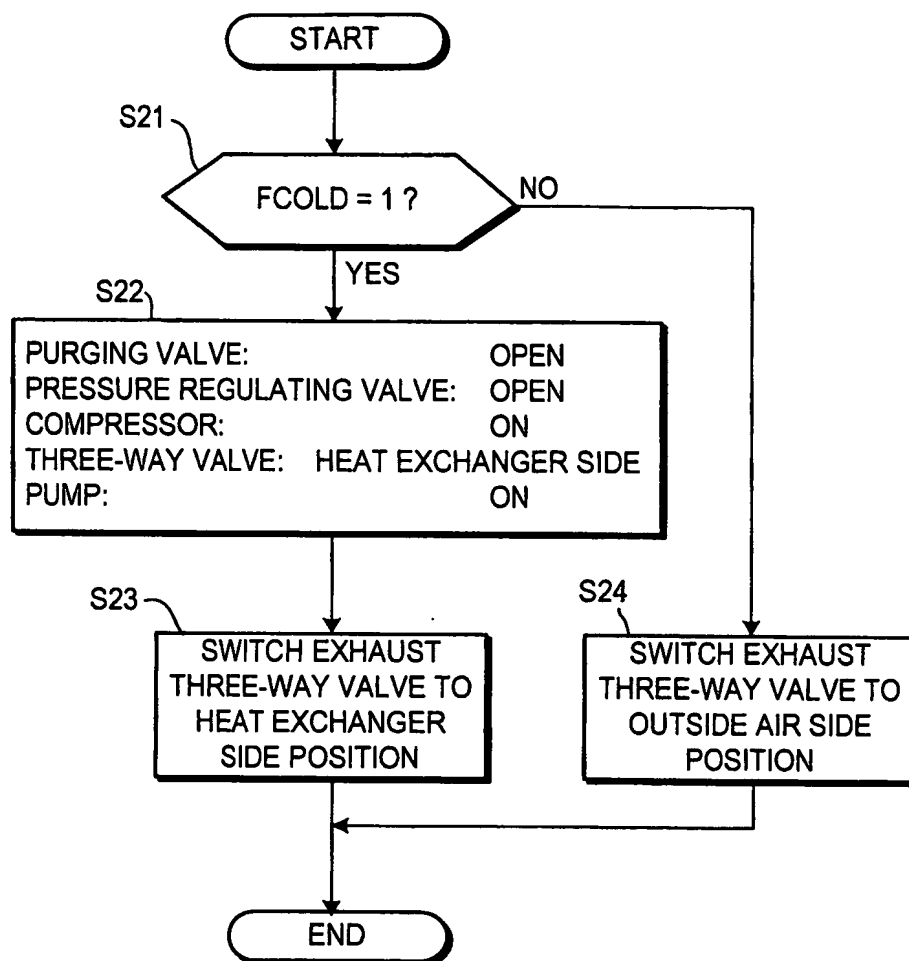 START
S21
FCOLD = 1 ?
NO
YES
S22
PURGING VALVE: OPEN
PRESSURE REGULATING VALVE: OPEN
COMPRESSOR: ON
THREE-WAY VALVE: HEAT EXCHANGER SIDE
PUMP: ON
S23
SWITCH EXHAUST
THREE-WAY VALVE TO
HEAT EXCHANGER
SIDE POSITION
S24
SWITCH EXHAUST
THREE-WAY VALVE TO
OUTSIDE AIR SIDE
POSITION
END